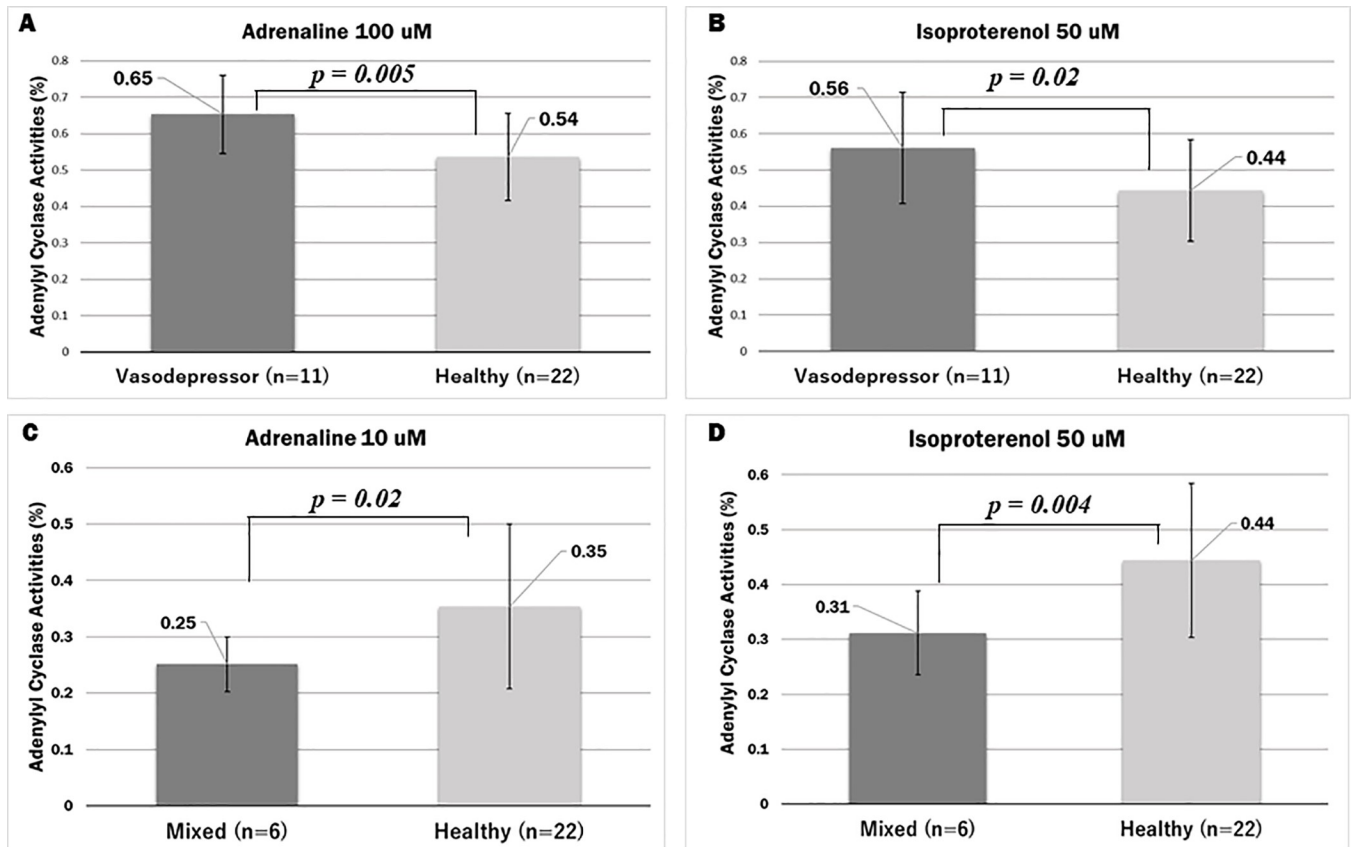 A
Adrenaline 100 uM
Adenylyl Cyclase Activities (%)
0.8
0.7
0.6
0.5
0.4
0.3
0.2
0.1
0
0.65
p = 0.005
0.54
Vasodepressor (n=11)
Healthy (n=22)
B
Isoproterenol 50 uM
Adenylyl Cyclase Activities (%)
0.8
0.7
0.6
0.5
0.4
0.3
0.2
0.1
0
0.56
p = 0.02
0.44
Vasodepressor (n=11)
Healthy (n=22)
C
Adrenaline 10 uM
Adenylyl Cyclase Activities (%)
0.6
0.5
0.4
0.3
0.2
0.1
0
0.25
p = 0.02
0.35
Mixed (n=6)
Healthy (n=22)
D
Isoproterenol 50 uM
Adenylyl Cyclase Activities (%)
0.6
0.5
0.4
0.3
0.2
0.1
0
0.31
p = 0.004
0.44
Mixed (n=6)
Healthy (n=22)